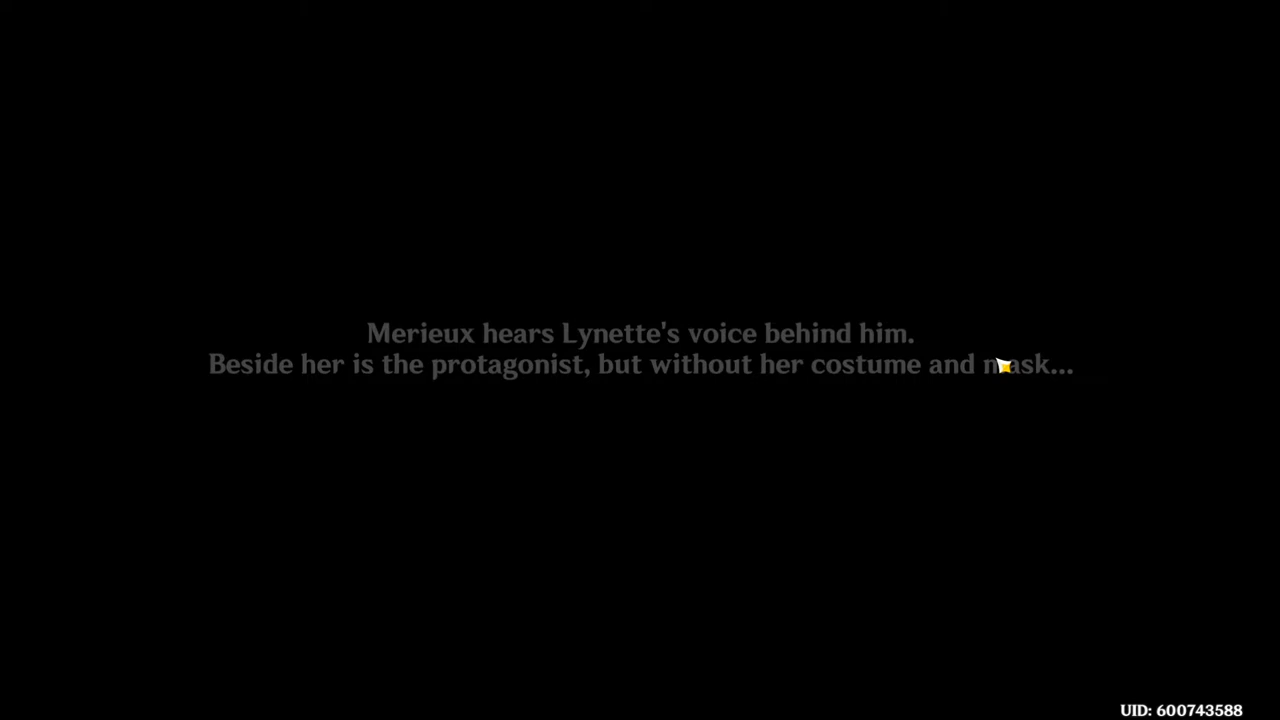 Merieux hears Lynette's voice behind him.
Beside her is the protagonist, but without her costume and mask...
UID: 600743588